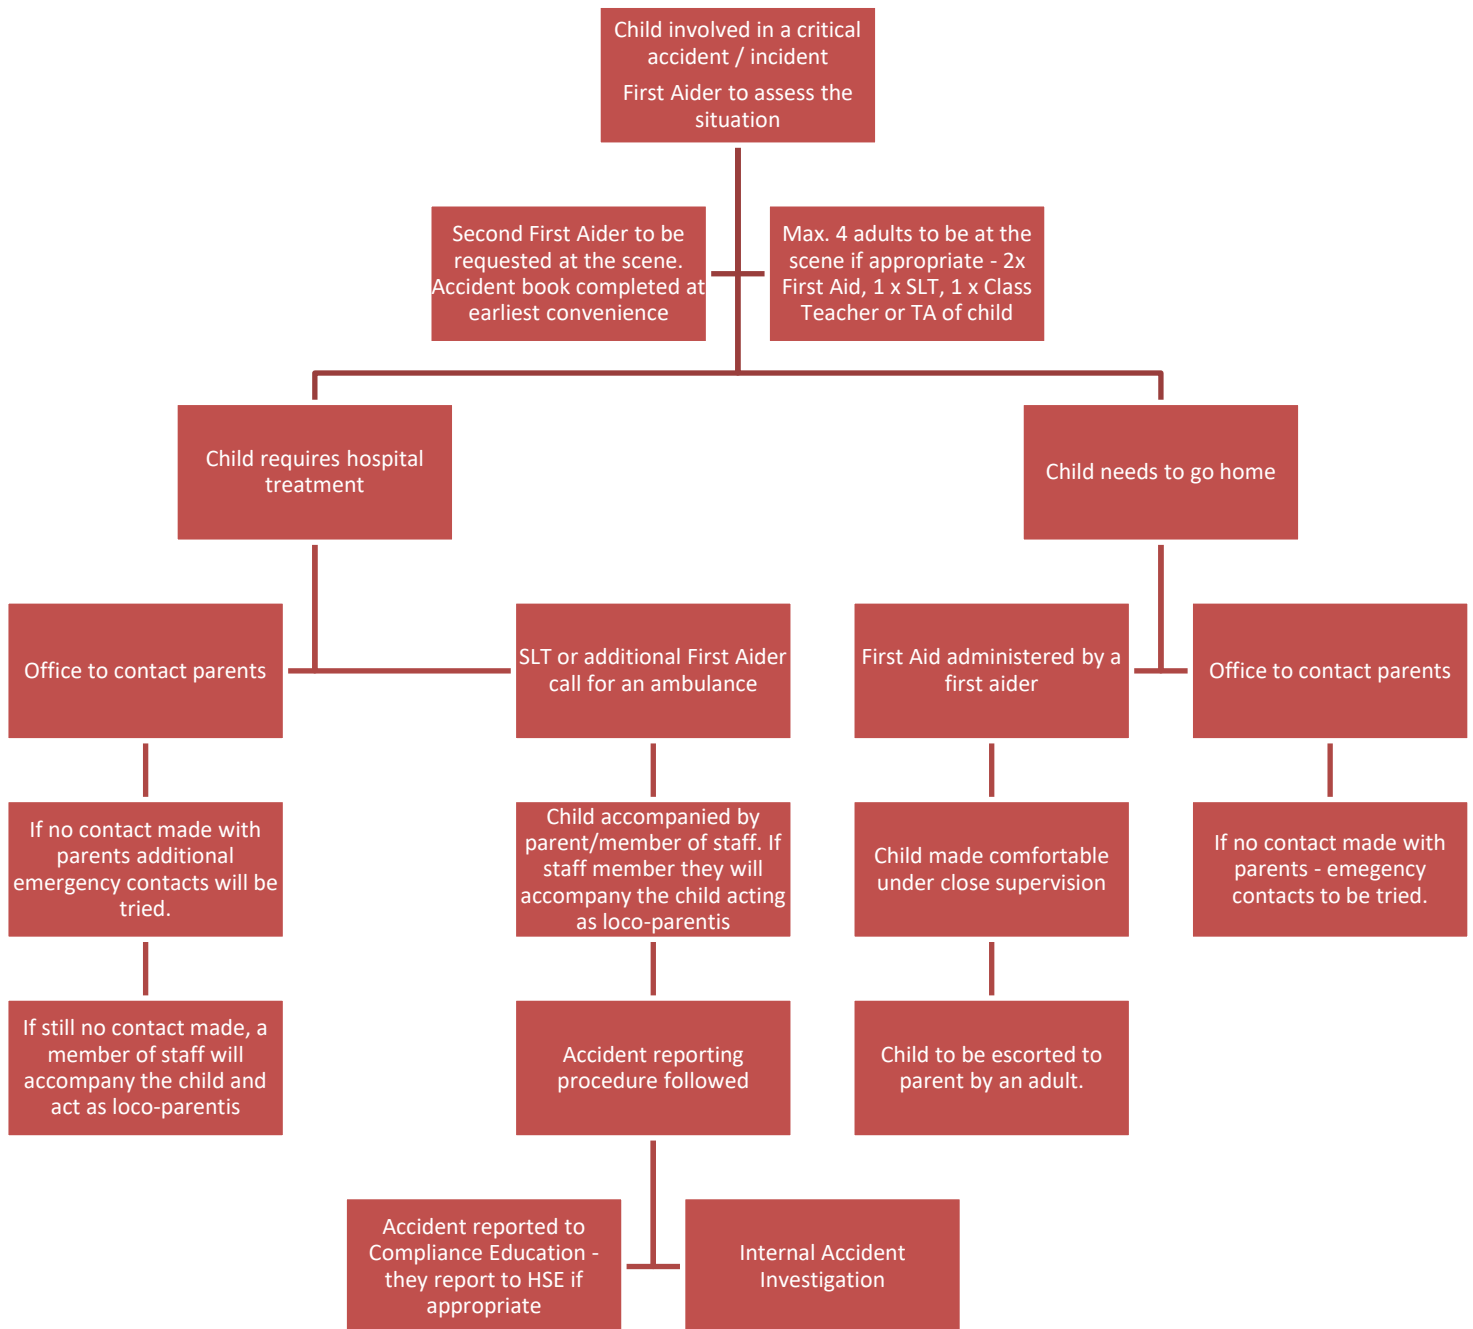 Child involved in a critical
accident / incident
First Aider to assess the
situation
Second First Aider to be
requested at the scene.
Accident book completed at
earliest convenience
Max. 4 adults to be at the
scene if appropriate - 2x
First Aid, 1 x SLT, 1 x Class
Teacher or TA of child
Child requires hospital
treatment
Child needs to go home
Office to contact parents
SLT or additional First Aider
call for an ambulance
First Aid administered by a
first aider
Office to contact parents
If no contact made with
parents additional
emergency contacts will be
tried.
Child accompanied by
parent/member of staff. If
staff member they will
accompany the child acting
as loco-parentis
Child made comfortable
under close supervision
If no contact made with
parents - emegency
contacts to be tried.
If still no contact made, a
member of staff will
accompany the child and
act as loco-parentis
Accident reporting
procedure followed
Child to be escorted to
parent by an adult.
Accident reported to
Compliance Education -
they report to HSE if
appropriate
Internal Accident
Investigation